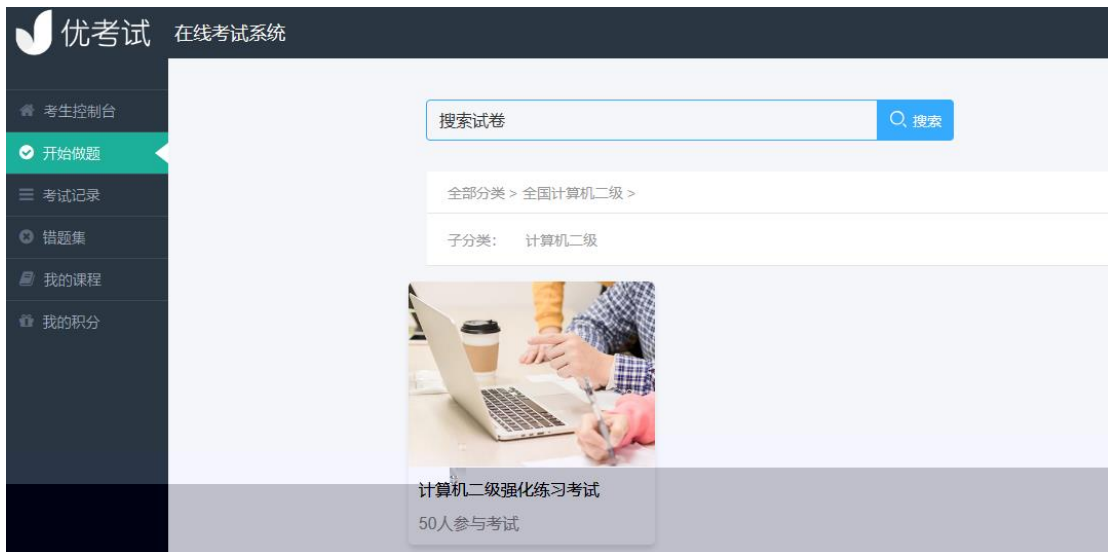 优考试 在线考试系统
考生控制台
开始做题
考试记录
错题集
我的课程
我的积分
搜索试卷 搜索
全部分类 > 全国计算机二级 >
子分类： 计算机二级
计算机二级强化练习考试
50人参与考试